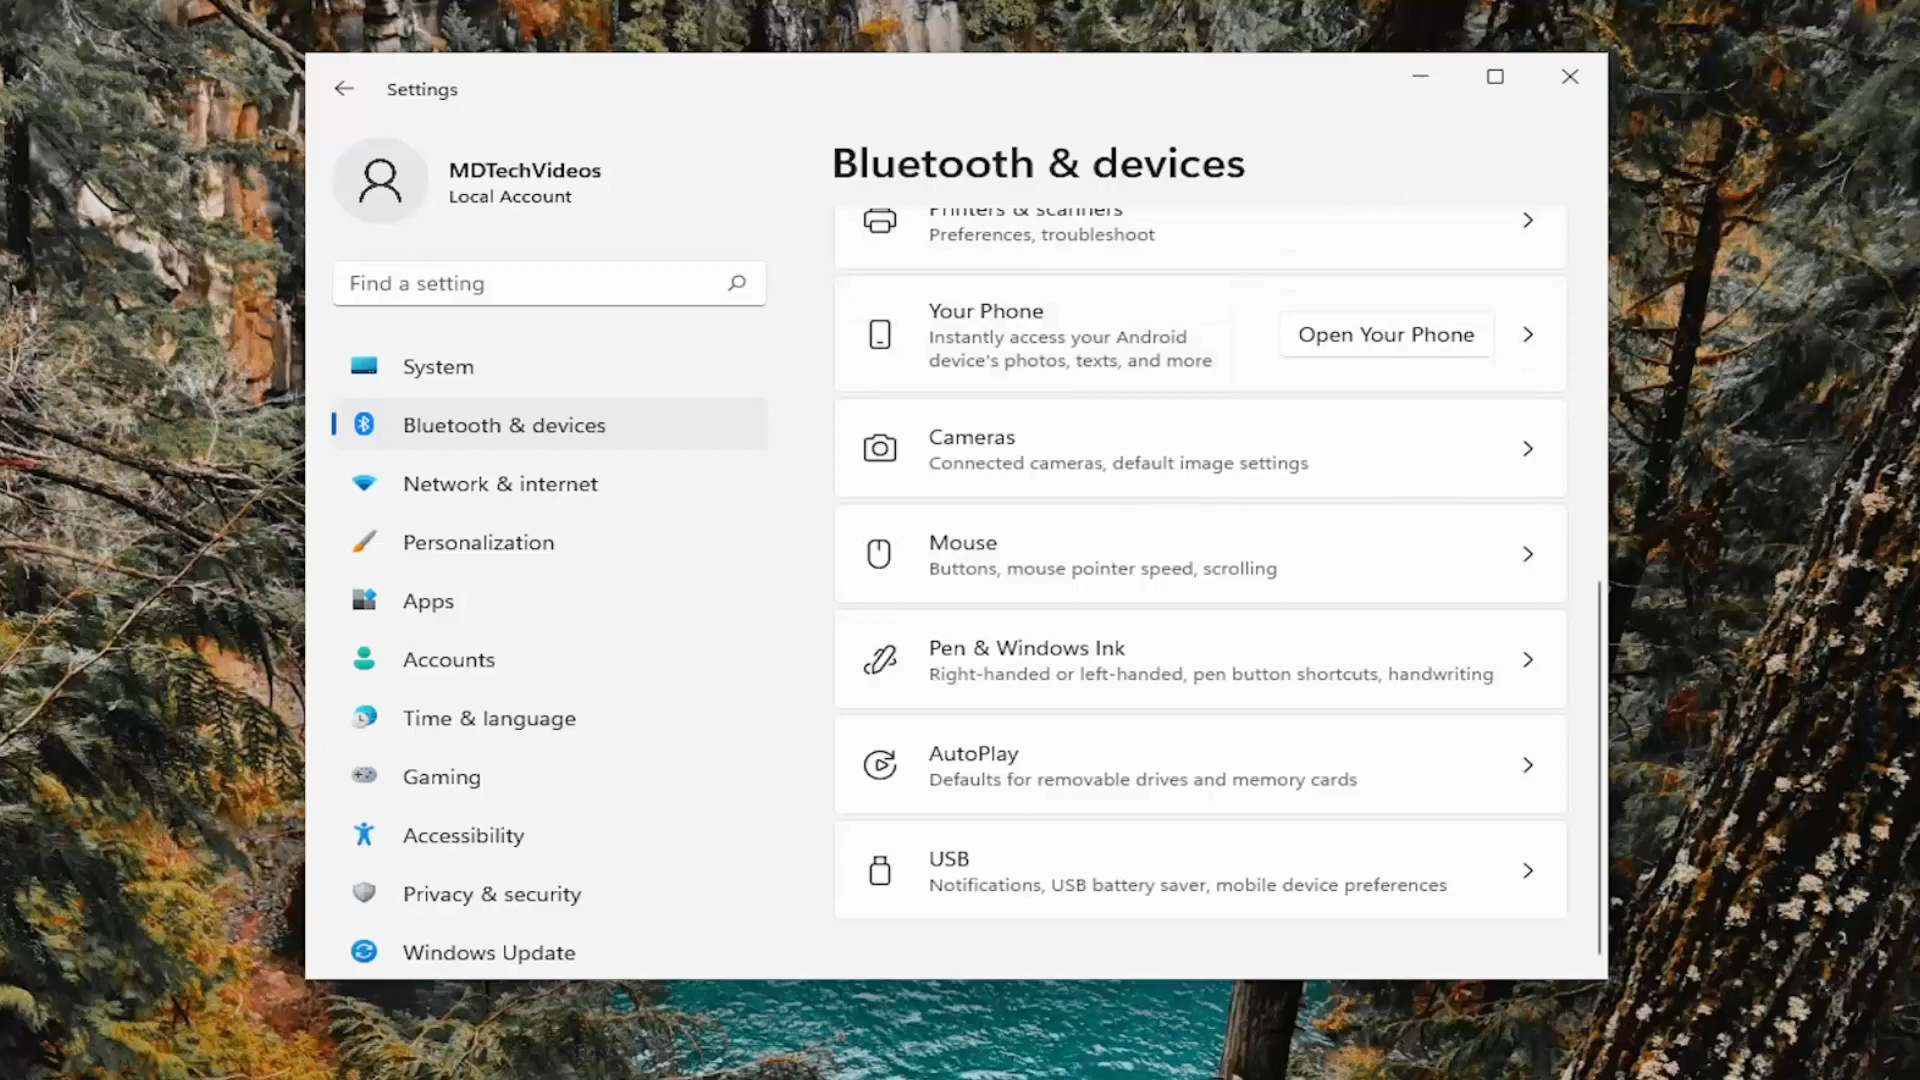 Settings
MDTechVideos
Local Account
Find a setting
System
Bluetooth & devices
Network & internet
Personalization
Apps
Accounts
Time & language
Gaming
Accessibility
Privacy & security
Windows Update
Bluetooth & devices
Printers & scanners
Preferences, troubleshoot
Your Phone
Instantly access your Android
device's photos, texts, and more
Open Your Phone
Cameras
Connected cameras, default image settings
Mouse
Buttons, mouse pointer speed, scrolling
Pen & Windows Ink
Right-handed or left-handed, pen button shortcuts, handwriting
AutoPlay
Defaults for removable drives and memory cards
USB
Notifications, USB battery saver, mobile device preferences